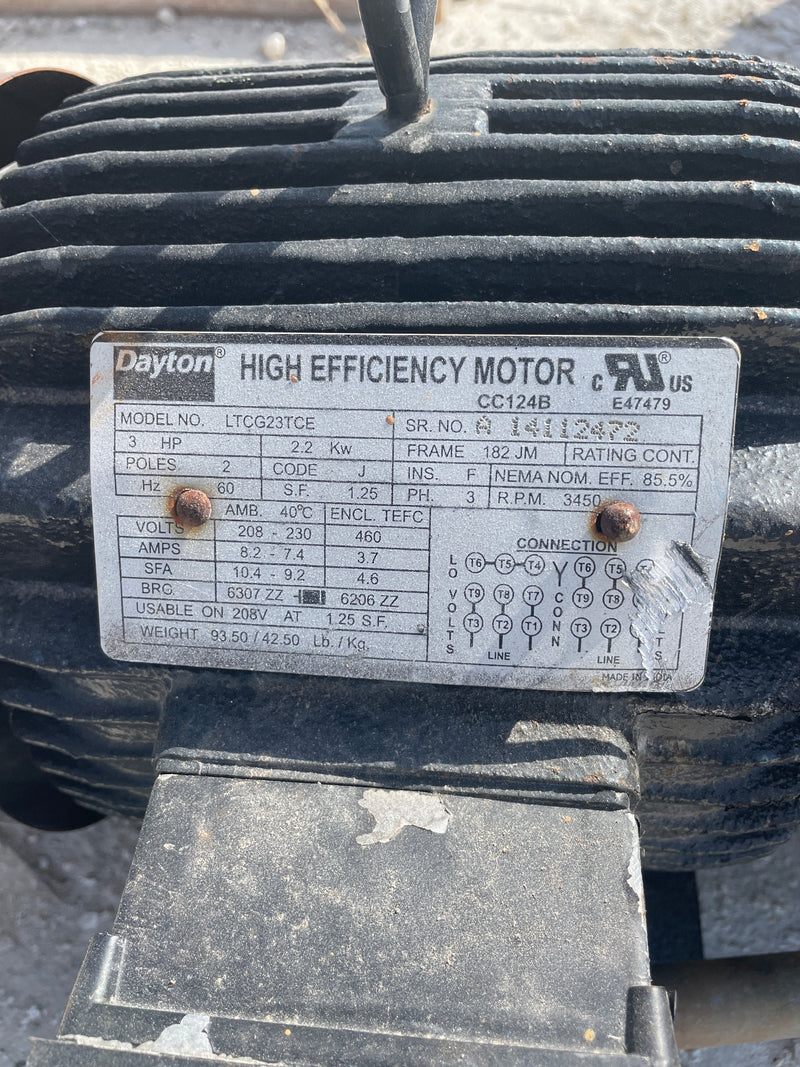 Dayton® HIGH EFFICIENCY MOTOR c RU® US
CC124B E47479
MODEL NO. LTCG23TCE SR. NO. A 14112472
3 HP 2.2 Kw FRAME 182 JM RATING CONT.
POLES 2 CODE J INS. F NEMA NOM. EFF. 85.5%
Hz 60 S.F. 1.25 PH. 3 R.P.M. 3450
AMB. 40°C ENCL. TEFC
VOLTS 208 - 230 460
AMPS 8.2 - 7.4 3.7
SFA 10.4 - 9.2 4.6
BRG 6307 ZZ 6206 ZZ
USABLE ON 208V AT 1.25 S.F.
WEIGHT 93.50 / 42.50 Lb. / Kg.
CONNECTION
LO VOLTS
T6 T5 T4
T9 T8 T7
T3 T2 T1
LINE
Y CONN
T6 T5
T9 T8
T3 T2
LINE
LTS
MADE IN INDIA